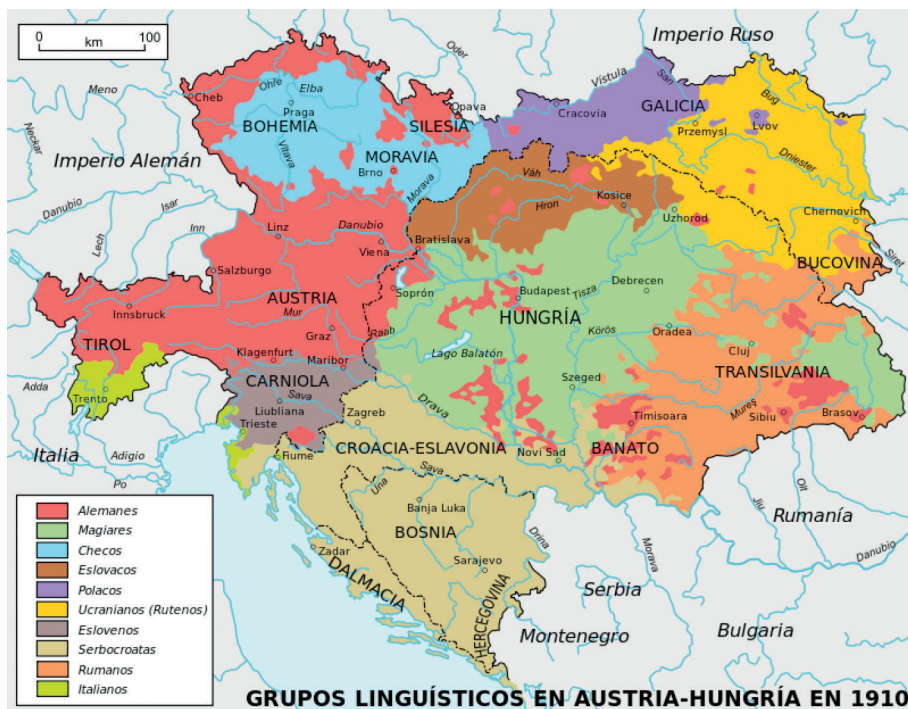 0 100
km
Imperio Ruso
Oder
Meno
Cheb
Ohře
Elba
Praga
BOHEMIA
Vltava
Opava
SILESIA
MORAVIA
Brno
Morava
Vístula
San
Cracovia
GALICIA
Przemysl
Lvov
Bug
Dniester
Neckar
Imperio Alemán
Danubio
Isar
Lech
Inn
Linz
Danubio
Viena
Bratislava
Váh
Hron
Kosice
Uzhorod
Chernovich
Siret
BUCOVINA
Salzburgo
AUSTRIA
Mur
Graz
Raab
Soprón
Budapest
Tisza
Debrecen
HUNGRÍA
Körös
Oradea
Cluj
Innsbruck
TIROL
Klagenfurt
Maribor
Lago Balatón
TRANSILVANIA
Adda
Trento
CARNIOLA
Sava
Liubliana
Trieste
Zagreb
Drava
Szeged
Timisoara
Mureș
Sibiu
Brasov
Italia
Adigio
Po
Fiume
CROACIA-ESLAVONIA
Sava
Novi Sad
BANATO
Una
Banja Luka
BOSNIA
Drina
Morava
Jiu
Olt
Rumanía
Danubio
Zadar
DALMACIA
Sarajevo
HERCEGOVINA
Serbia
Montenegro
Bulgaria
Alemanes
Magiares
Checos
Eslovacos
Polacos
Ucranianos (Rutenos)
Eslovenos
Serbocroatas
Rumanos
Italianos
GRUPOS LINGUÍSTICOS EN AUSTRIA-HUNGRÍA EN 1910